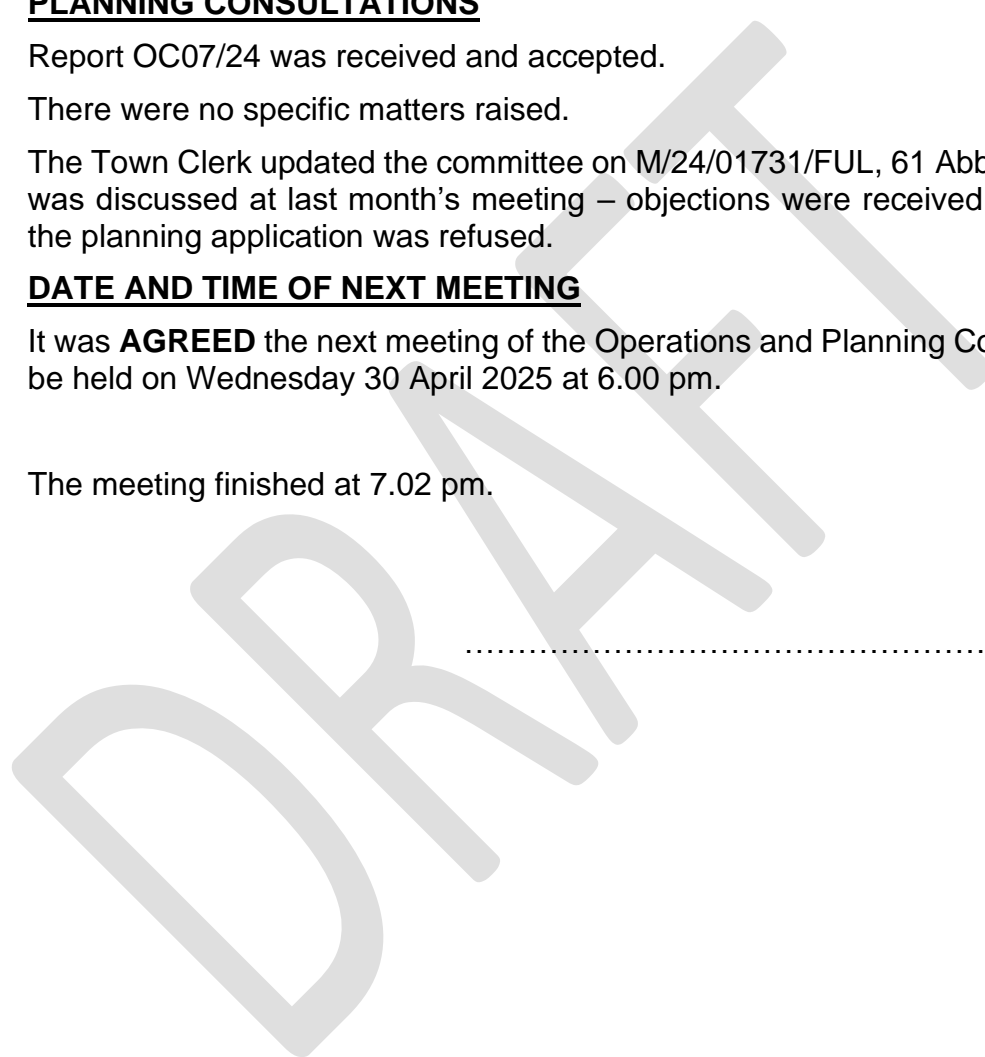 PLANNING CONSULTATIONS
Report OC07/24 was received and accepted.
There were no specific matters raised.
The Town Clerk updated the committee on M/24/01731/FUL, 61 Abb
was discussed at last month’s meeting – objections were received
the planning application was refused.
DATE AND TIME OF NEXT MEETING
It was AGREED the next meeting of the Operations and Planning Co
be held on Wednesday 30 April 2025 at 6.00 pm.
The meeting finished at 7.02 pm.
……………………………………………
DRAFT